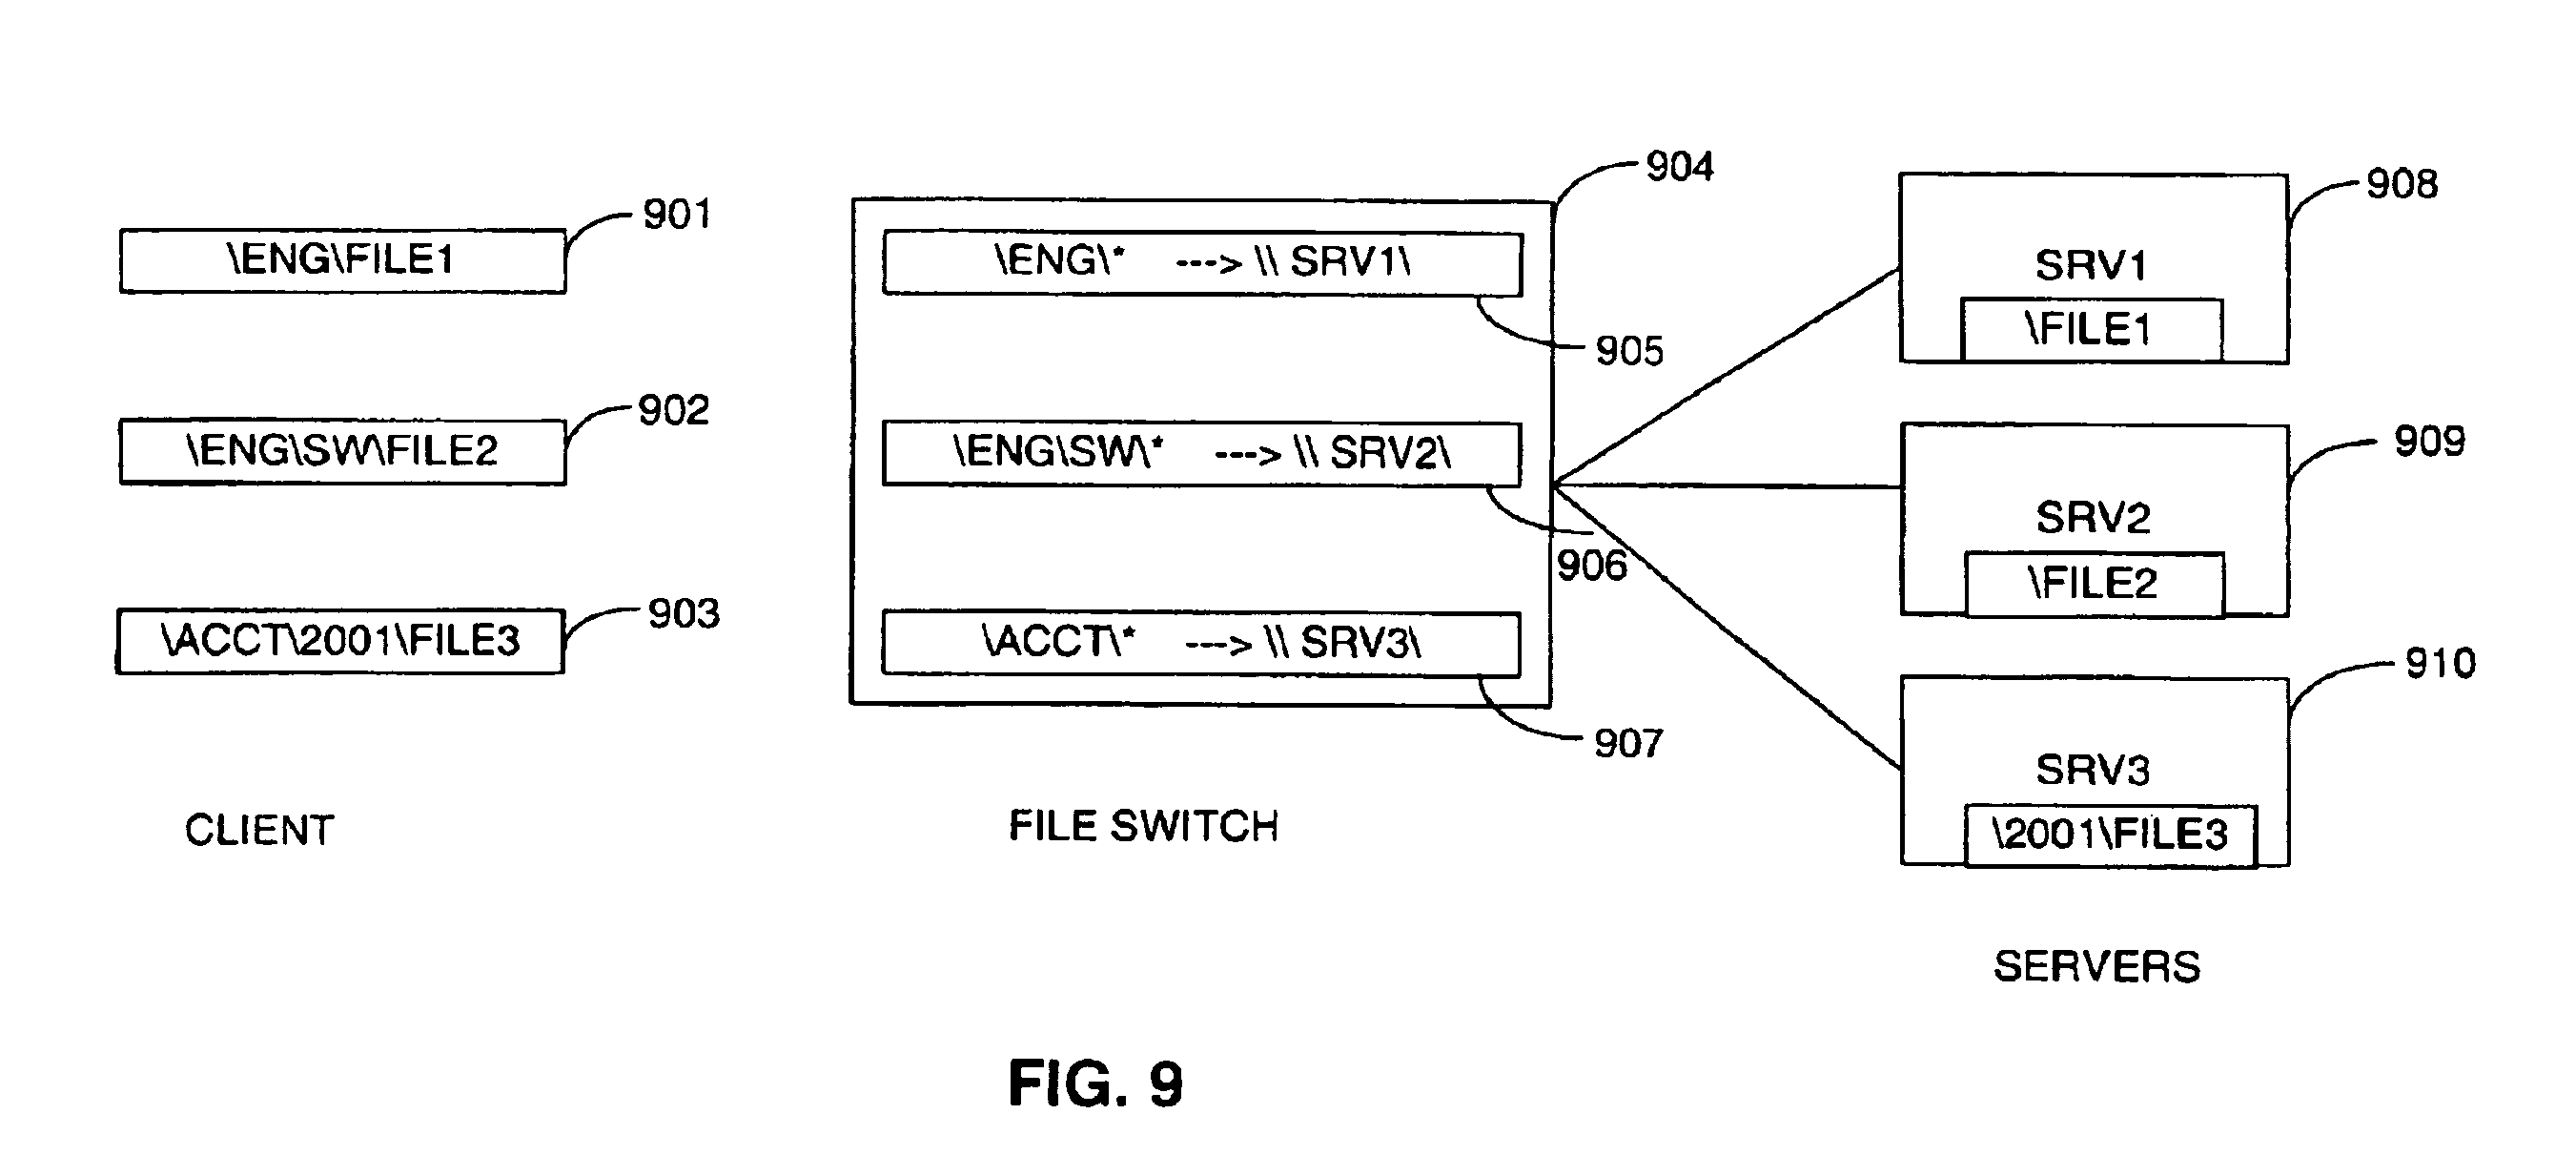 901
\ENG\FILE1
902
\ENG\SW\FILE2
903
\ACCT\2001\FILE3
CLIENT
904
\ENG\* ---> \\ SRV1\
905
\ENG\SW\* ---> \\ SRV2\
906
\ACCT\* ---> \\ SRV3\
907
FILE SWITCH
908
SRV1
\FILE1
909
SRV2
\FILE2
910
SRV3
\2001\FILE3
SERVERS
FIG. 9